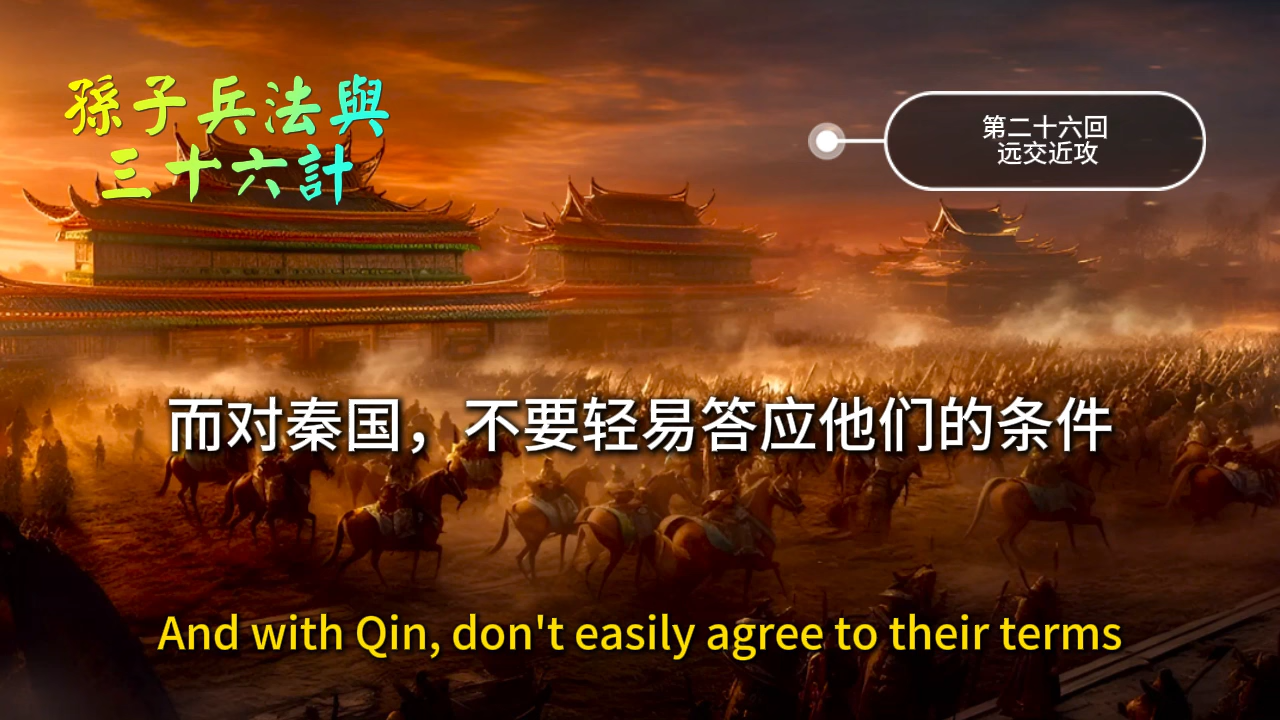 孫子兵法與
三十六計
第二十六回
远交近攻
而对秦国，不要轻易答应他们的条件
And with Qin, don't easily agree to their terms